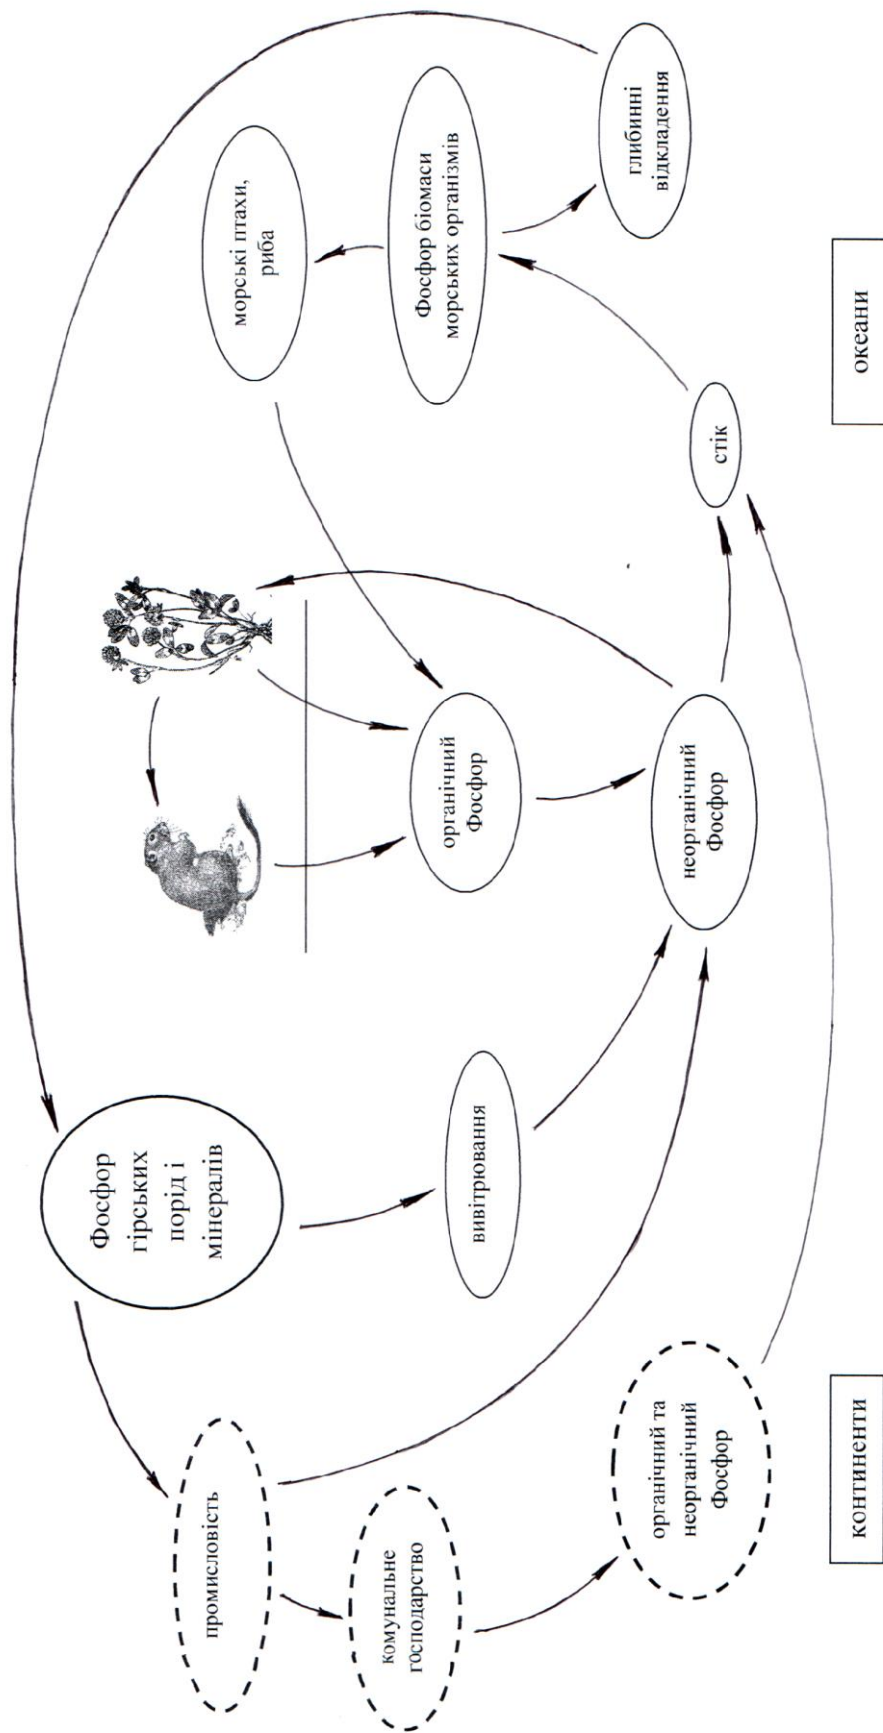 Фосфор
гірських
порід і
мінералів
промисловість
комунальне
господарство
органічний та
неорганічний
Фосфор
вивітрювання
органічний
Фосфор
неорганічний
Фосфор
морські птахи,
риба
Фосфор біомаси
морських організмів
глибинні
відкладення
стік
континенти
океани